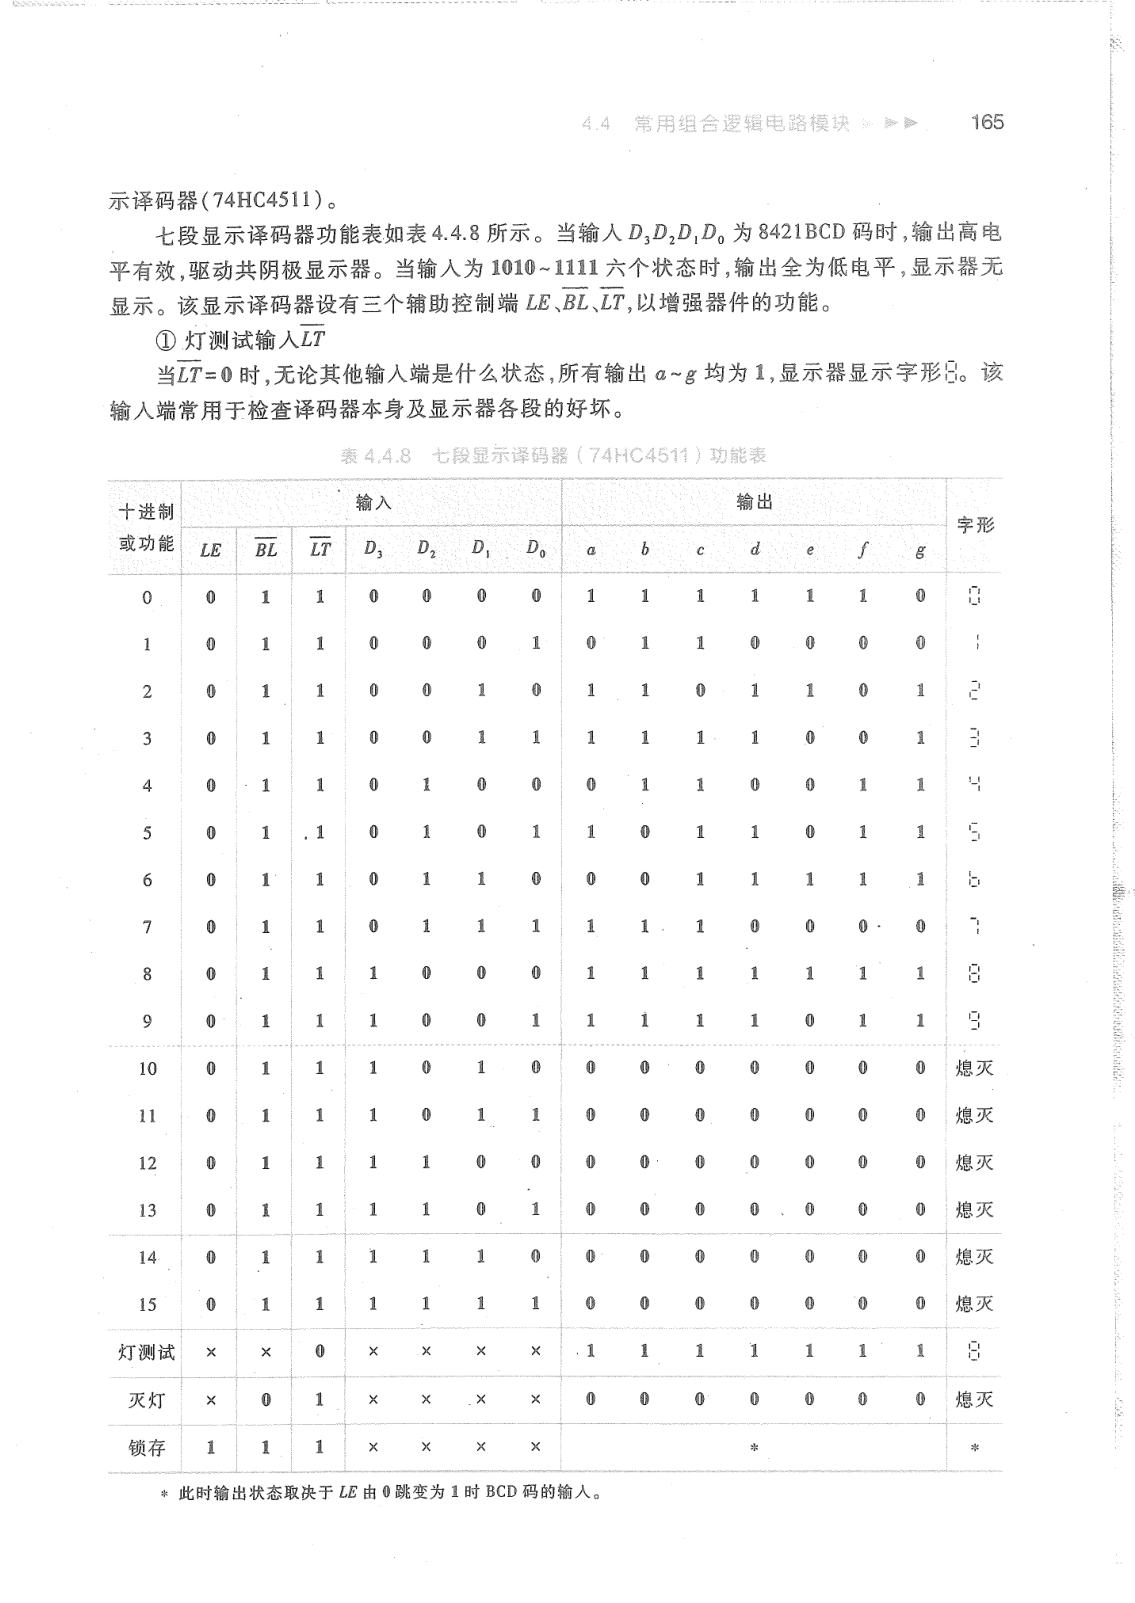 4.4 常用组合逻辑电路模块 ▶▶ 165
示译码器(74HC4511)。
七段显示译码器功能表如表 4.4.8 所示。当输入 D₃D₂D₁D₀ 为 8421BCD 码时,输出高电
平有效,驱动共阴极显示器。当输入为 1010~1111 六个状态时,输出全为低电平,显示器无
显示。该显示译码器设有三个辅助控制端 LE、B̅L̅、L̅T̅,以增强器件的功能。
① 灯测试输入L̅T̅
当L̅T̅=0 时,无论其他输入端是什么状态,所有输出 a~g 均为 1,显示器显示字形8。该
输入端常用于检查译码器本身及显示器各段的好坏。
表 4.4.8 七段显示译码器(74HC4511)功能表
十进制或功能 输入 输出 字形
LE B̅L̅ L̅T̅ D₃ D₂ D₁ D₀ a b c d e f g
0 0 1 1 0 0 0 0 1 1 1 1 1 1 0 0
1 0 1 1 0 0 0 1 0 1 1 0 0 0 0 1
2 0 1 1 0 0 1 0 1 1 0 1 1 0 1 2
3 0 1 1 0 0 1 1 1 1 1 1 0 0 1 3
4 0 1 1 0 1 0 0 0 1 1 0 0 1 1 4
5 0 1 1 0 1 0 1 1 0 1 1 0 1 1 5
6 0 1 1 0 1 1 0 0 0 1 1 1 1 1 b
7 0 1 1 0 1 1 1 1 1 1 0 0 0 0 7
8 0 1 1 1 0 0 0 1 1 1 1 1 1 1 8
9 0 1 1 1 0 0 1 1 1 1 1 0 1 1 9
10 0 1 1 1 0 1 0 0 0 0 0 0 0 0 熄灭
11 0 1 1 1 0 1 1 0 0 0 0 0 0 0 熄灭
12 0 1 1 1 1 0 0 0 0 0 0 0 0 0 熄灭
13 0 1 1 1 1 0 1 0 0 0 0 0 0 0 熄灭
14 0 1 1 1 1 1 0 0 0 0 0 0 0 0 熄灭
15 0 1 1 1 1 1 1 0 0 0 0 0 0 0 熄灭
灯测试 × × 0 × × × × 1 1 1 1 1 1 1 8
灭灯 × 0 1 × × × × 0 0 0 0 0 0 0 熄灭
锁存 1 1 1 × × × × * *
* 此时输出状态取决于 LE 由 0 跳变为 1 时 BCD 码的输入。